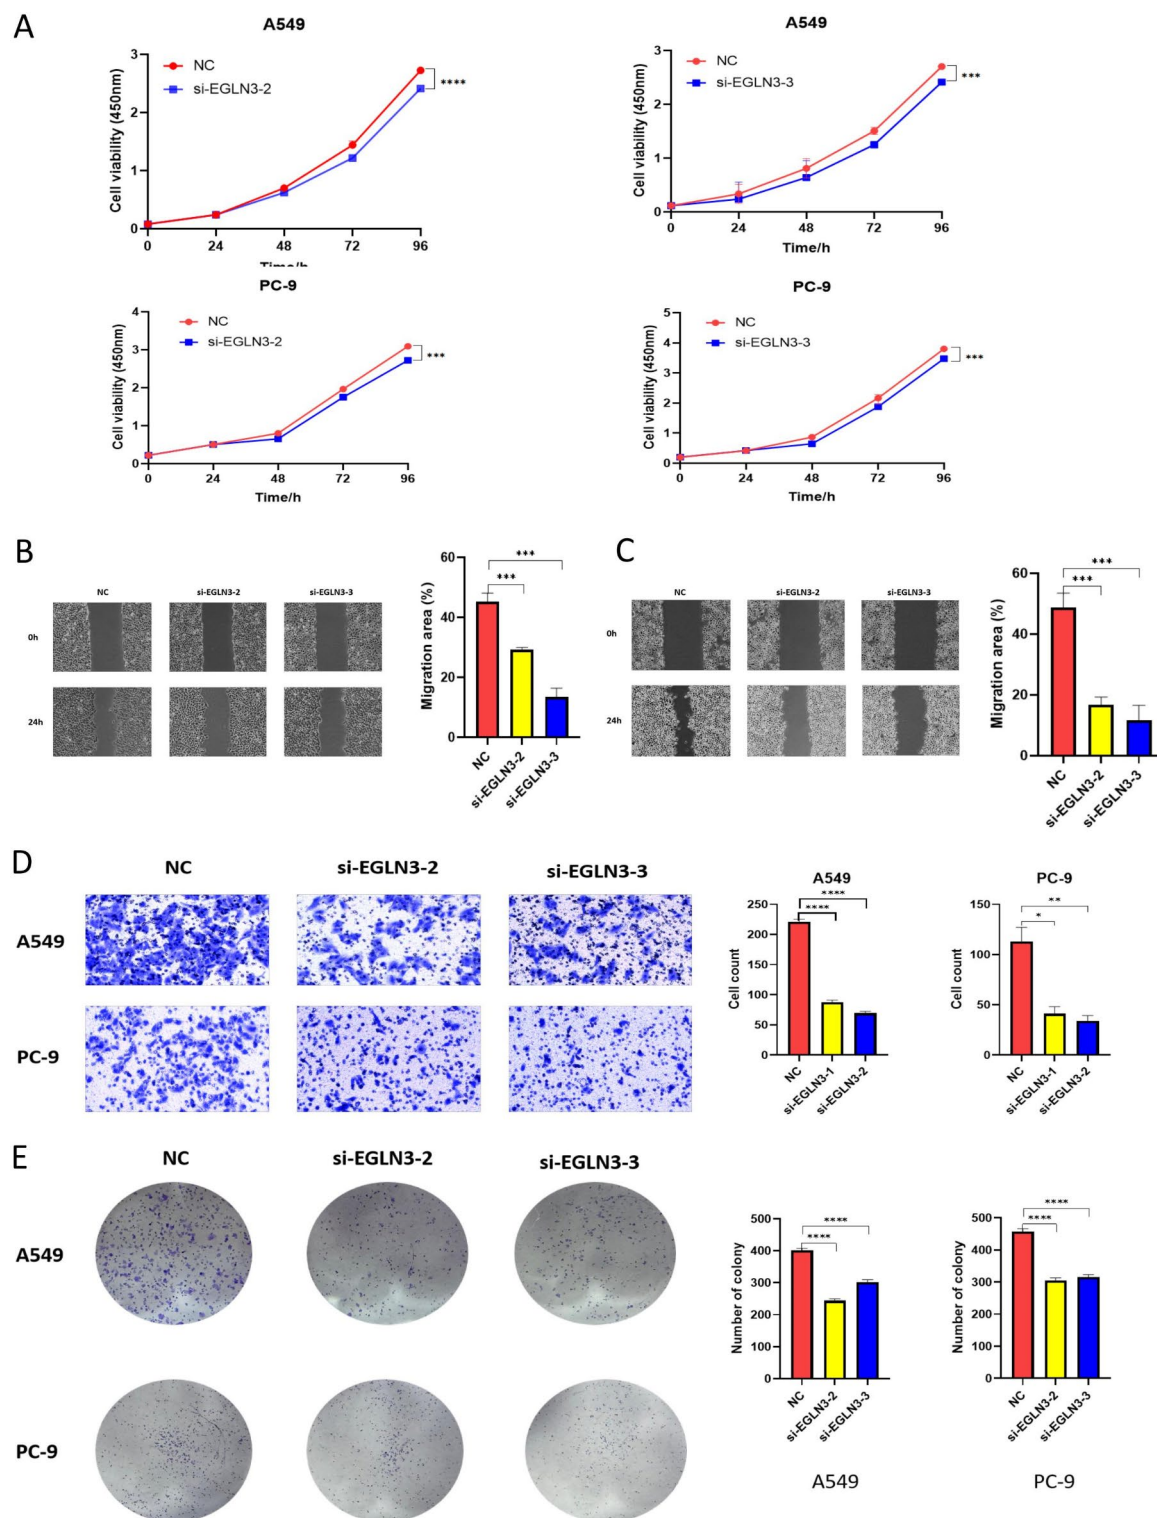 A
A549
Cell viability (450nm)
3
2
1
0
NC
si-EGLN3-2
****
0 24 48 72 96
Time/h
A549
Cell viability (450nm)
3
2
1
0
NC
si-EGLN3-3
***
0 24 48 72 96
Time/h
PC-9
Cell viability (450nm)
4
3
2
1
0
NC
si-EGLN3-2
***
0 24 48 72 96
Time/h
PC-9
Cell viability (450nm)
5
4
3
2
1
0
NC
si-EGLN3-3
***
0 24 48 72 96
Time/h
B
NC si-EGLN3-2 si-EGLN3-3
0h
24h
Migration area (%)
60
40
20
0
***
***
NC si-EGLN3-2 si-EGLN3-3
C
NC si-EGLN3-2 si-EGLN3-3
0h
24h
Migration area (%)
60
40
20
0
***
***
NC si-EGLN3-2 si-EGLN3-3
D
NC si-EGLN3-2 si-EGLN3-3
A549
PC-9
A549
Cell count
250
200
150
100
50
0
****
****
NC si-EGLN3-1 si-EGLN3-2
PC-9
Cell count
150
100
50
0
**
*
NC si-EGLN3-1 si-EGLN3-2
E
NC si-EGLN3-2 si-EGLN3-3
A549
PC-9
Number of colony
500
400
300
200
100
0
****
****
NC si-EGLN3-2 si-EGLN3-3
A549
Number of colony
500
400
300
200
100
0
****
****
NC si-EGLN3-2 si-EGLN3-3
PC-9